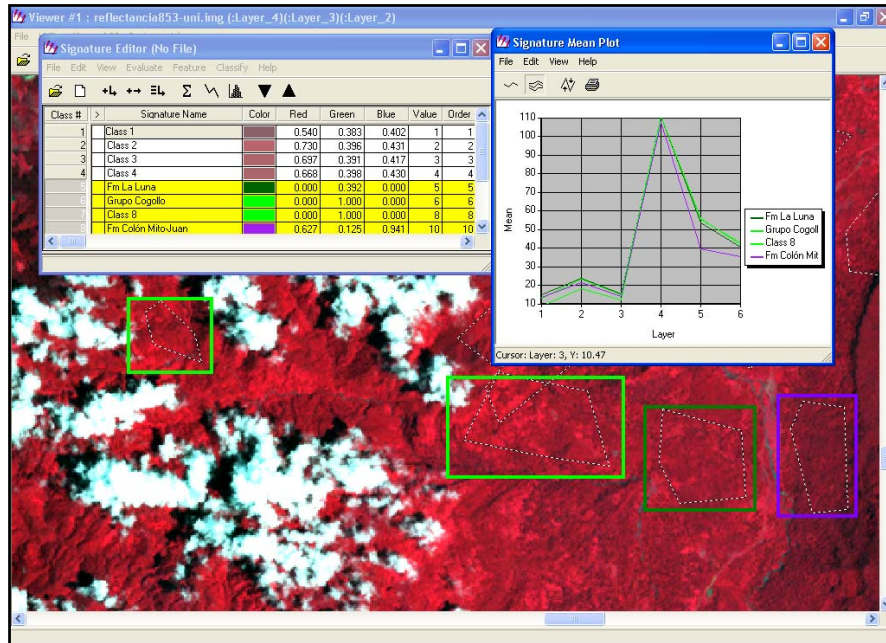 Viewer #1 : reflectancia853-uni.img (:Layer_4)(:Layer_3)(:Layer_2)
File
Signature Editor (No File)
File Edit View Evaluate Feature Classify Help
Σ
Class # > Signature Name Color Red Green Blue Value Order
1 Class 1 0.540 0.383 0.402 1 1
2 Class 2 0.730 0.396 0.431 2 2
3 Class 3 0.697 0.391 0.417 3 3
4 Class 4 0.668 0.398 0.430 4 4
5 Fm La Luna 0.000 0.392 0.000 5 5
6 Grupo Cogollo 0.000 1.000 0.000 6 6
7 Class 8 0.000 1.000 0.000 8 8
8 Fm Colón Mito-Juan 0.627 0.125 0.941 10 10
Signature Mean Plot
File Edit View Help
110
100
90
80
70
60
50
40
30
20
10
Mean
1 2 3 4 5 6
Layer
Fm La Luna
Grupo Cogoll
Class 8
Fm Colón Mit
Cursor: Layer: 3, Y: 10.47